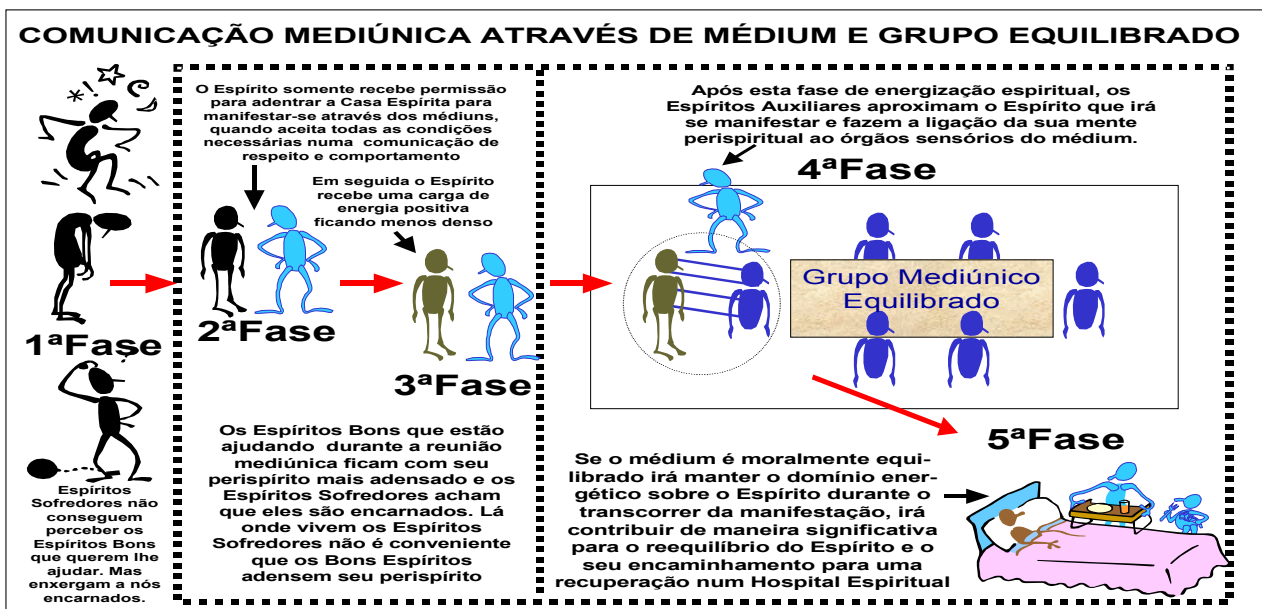 COMUNICAÇÃO MEDIÚNICA ATRAVÉS DE MÉDIUM E GRUPO EQUILIBRADO
1ªFase
Espíritos
Sofredores não
conseguem
perceber os
Espíritos Bons
que querem lhe
ajudar. Mas
enxergam a nós
encarnados.
O Espírito somente recebe permissão
para adentrar a Casa Espírita para
manifestar-se através dos médiuns,
quando aceita todas as condições
necessárias numa comunicação de
respeito e comportamento
2ªFase
Em seguida o Espírito
recebe uma carga de
energia positiva
ficando menos denso
3ªFase
Os Espíritos Bons que estão
ajudando durante a reunião
mediúnica ficam com seu
perispírito mais adensado e os
Espíritos Sofredores acham
que eles são encarnados. Lá
onde vivem os Espíritos
Sofredores não é conveniente
que os Bons Espíritos
adensem seu perispírito
Após esta fase de energização espiritual, os
Espíritos Auxiliares aproximam o Espírito que irá
se manifestar e fazem a ligação da sua mente
perispiritual ao órgãos sensórios do médium.
4ªFase
Grupo Mediúnico
Equilibrado
5ªFase
Se o médium é moralmente equi-
librado irá manter o domínio ener-
gético sobre o Espírito durante o
transcorrer da manifestação, irá
contribuir de maneira significativa
para o reequilíbrio do Espírito e o
seu encaminhamento para uma
recuperação num Hospital Espiritual